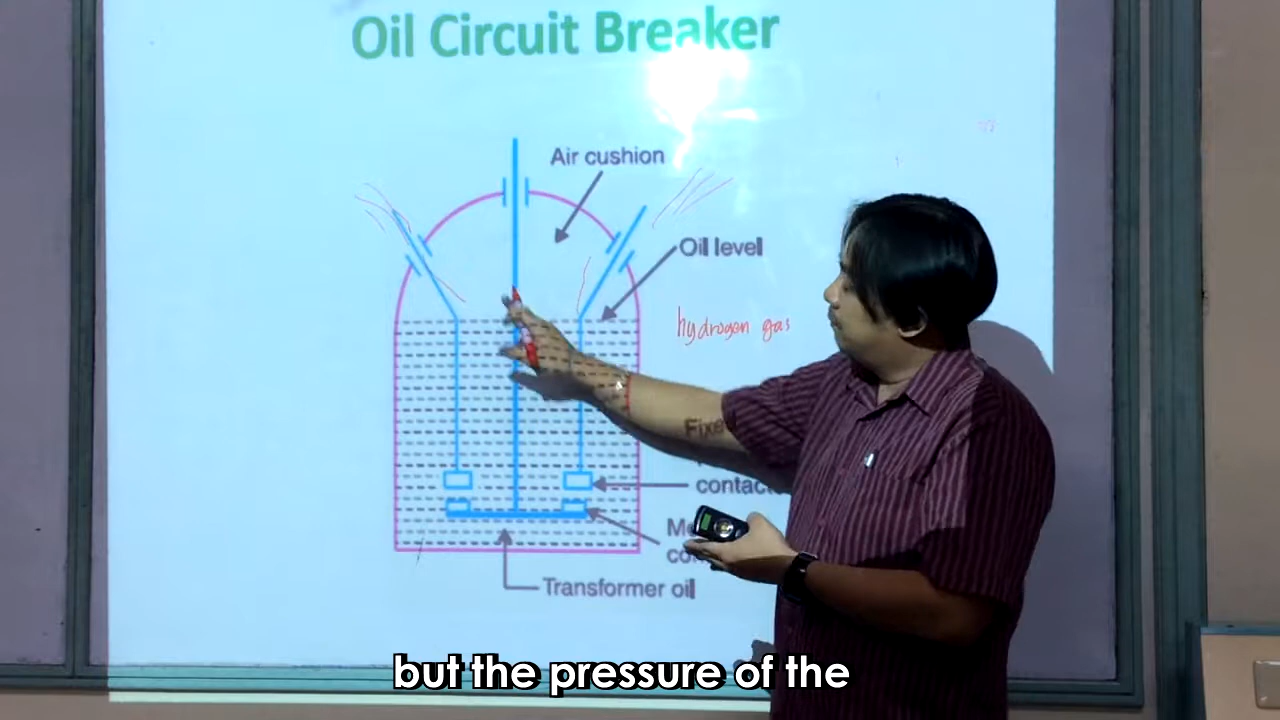 Oil Circuit Breaker
Air cushion
Oil level
hydrogen gas
contact
Transformer oil
but the pressure of the